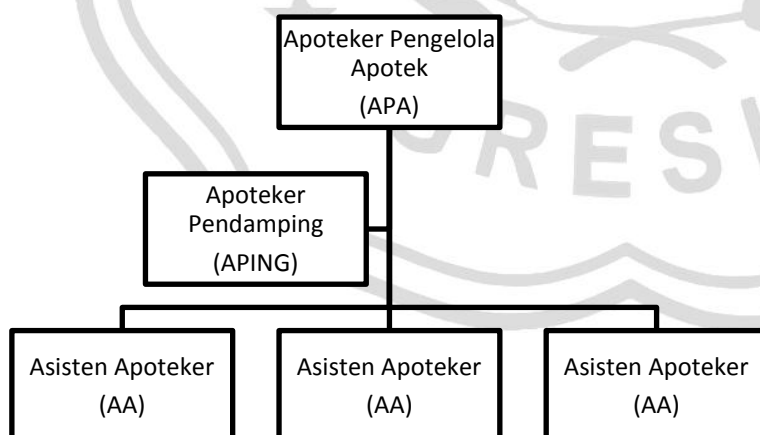 Apoteker Pengelola
Apotek
(APA)
Apoteker
Pendamping
(APING)
Asisten Apoteker
(AA)
Asisten Apoteker
(AA)
Asisten Apoteker
(AA)